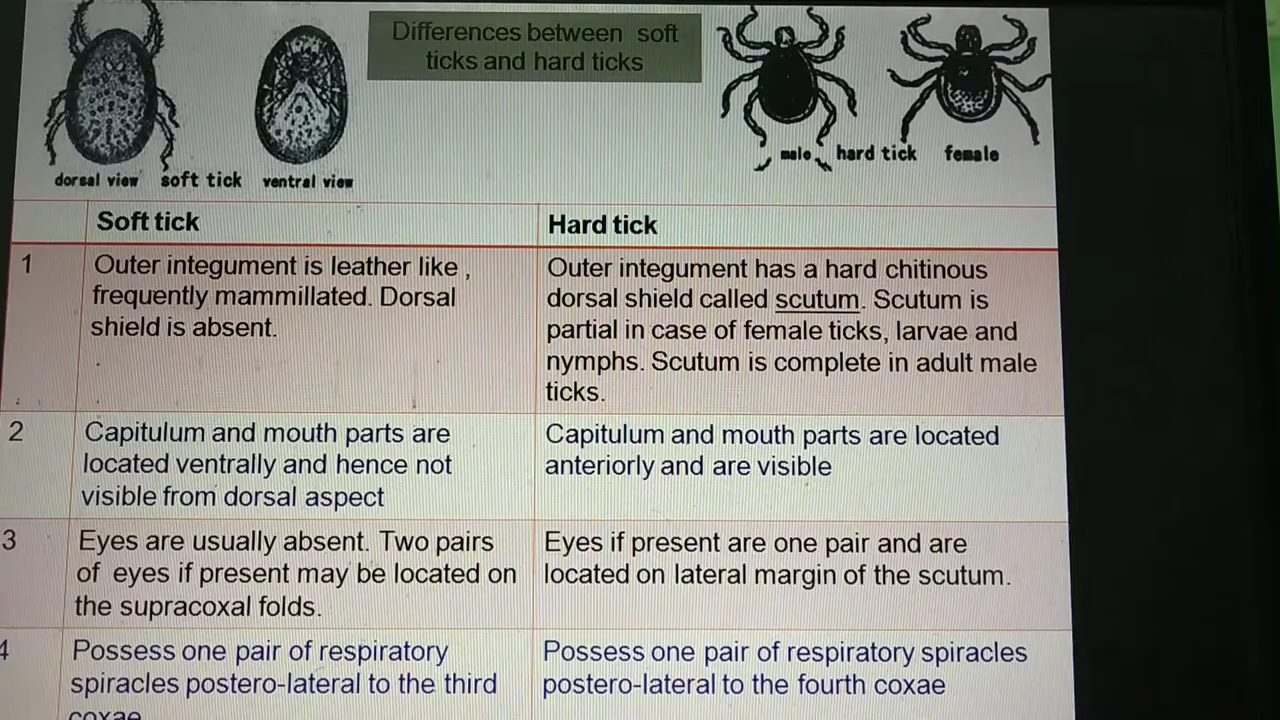 Differences between soft
ticks and hard ticks
dorsal view soft tick ventral view
male hard tick female
Soft tick
Hard tick
1
Outer integument is leather like ,
frequently mammillated. Dorsal
shield is absent.
Outer integument has a hard chitinous
dorsal shield called scutum. Scutum is
partial in case of female ticks, larvae and
nymphs. Scutum is complete in adult male
ticks.
2
Capitulum and mouth parts are
located ventrally and hence not
visible from dorsal aspect
Capitulum and mouth parts are located
anteriorly and are visible
3
Eyes are usually absent. Two pairs
of eyes if present may be located on
the supracoxal folds.
Eyes if present are one pair and are
located on lateral margin of the scutum.
4
Possess one pair of respiratory
spiracles postero-lateral to the third
coxae
Possess one pair of respiratory spiracles
postero-lateral to the fourth coxae